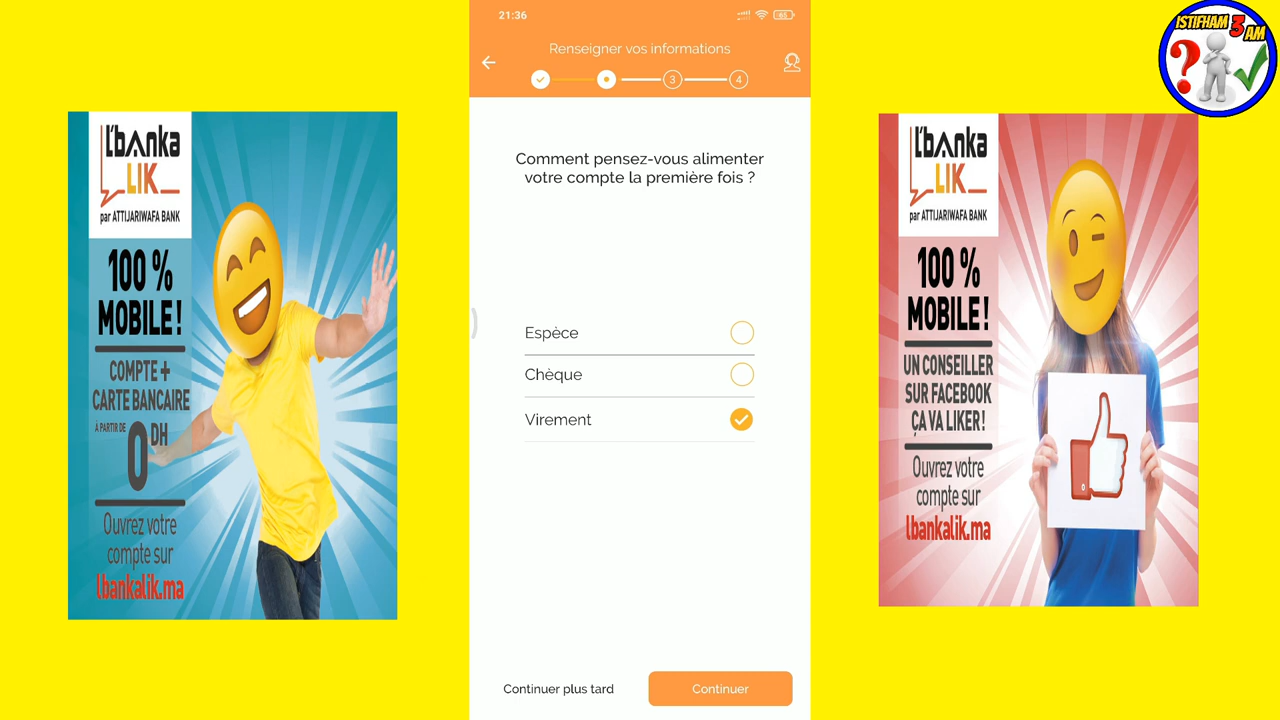 L'bAnkA
LIK
par ATTIJARIWAFA BANK
100 %
MOBILE!
COMPTE +
CARTE BANCAIRE
À PARTIR DE
0 DH
Ouvrez votre
compte sur
lbankalik.ma
21:36
65
Renseigner vos informations
3
4
Comment pensez-vous alimenter
votre compte la première fois ?
Espèce
Chèque
Virement
Continuer plus tard
Continuer
ISTIFHAM 3 AM
L'bAnkA
LIK
par ATTIJARIWAFA BANK
100 %
MOBILE!
UN CONSEILLER
SUR FACEBOOK
ÇA VA LIKER!
Ouvrez votre
compte sur
lbankalik.ma